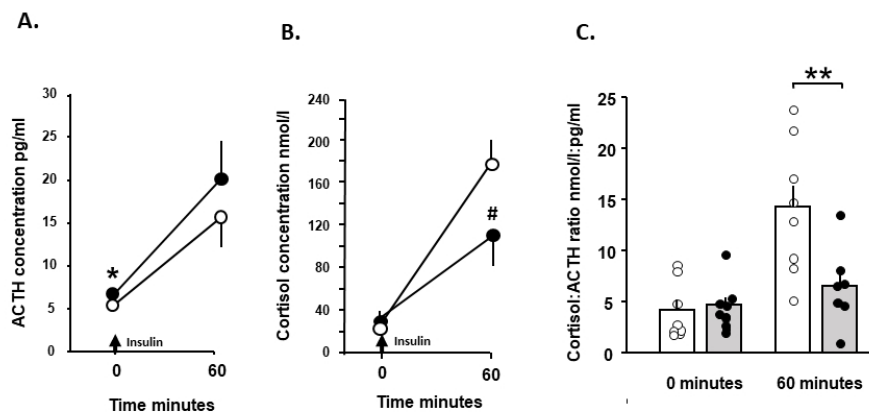 A.
ACTH concentration pg/ml
30
25
20
15
10
5
0
*
Insulin
0
60
Time minutes
B.
Cortisol concentration nmol/l
240
200
160
120
80
40
0
#
Insulin
0
60
Time minutes
C.
Cortisol:ACTH ratio nmol/l:pg/ml
25
20
15
10
5
0
**
0 minutes
60 minutes